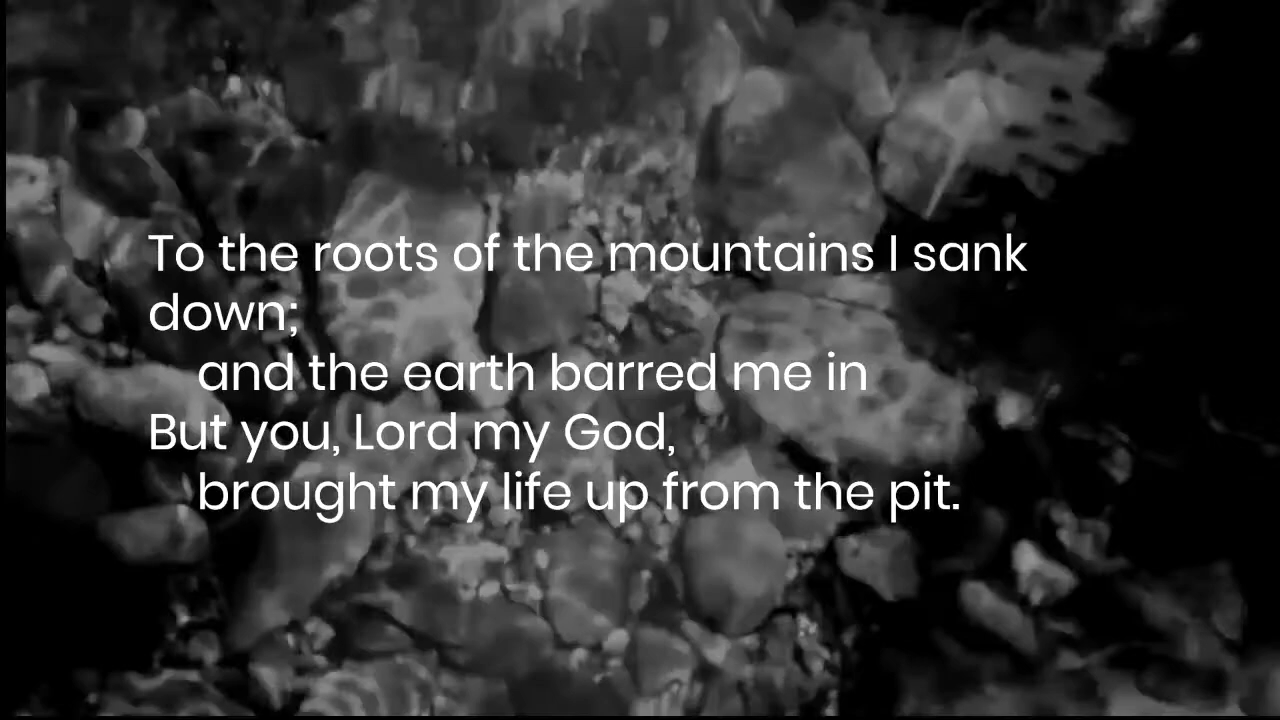 To the roots of the mountains I sank
down;
and the earth barred me in
But you, Lord my God,
brought my life up from the pit.